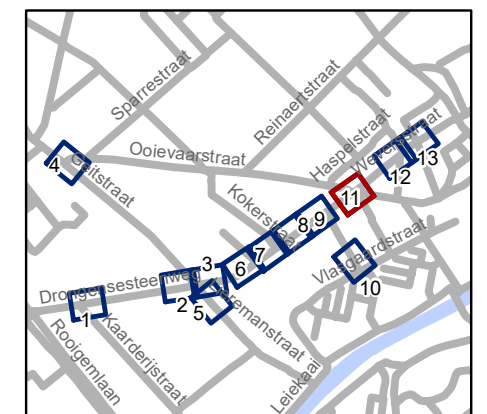 Sparrestraat
Reinaertstraat
Haspelstraat
Weversstraat
13
12
4
Geitstraat
Ooievaarstraat
11
Kokerstraat
8
9
7
6
3
Vlasgaardstraat
10
Drongensesteenweg
2
5
1
Rooigemlaan
Kaarderijstraat
Leiekaai